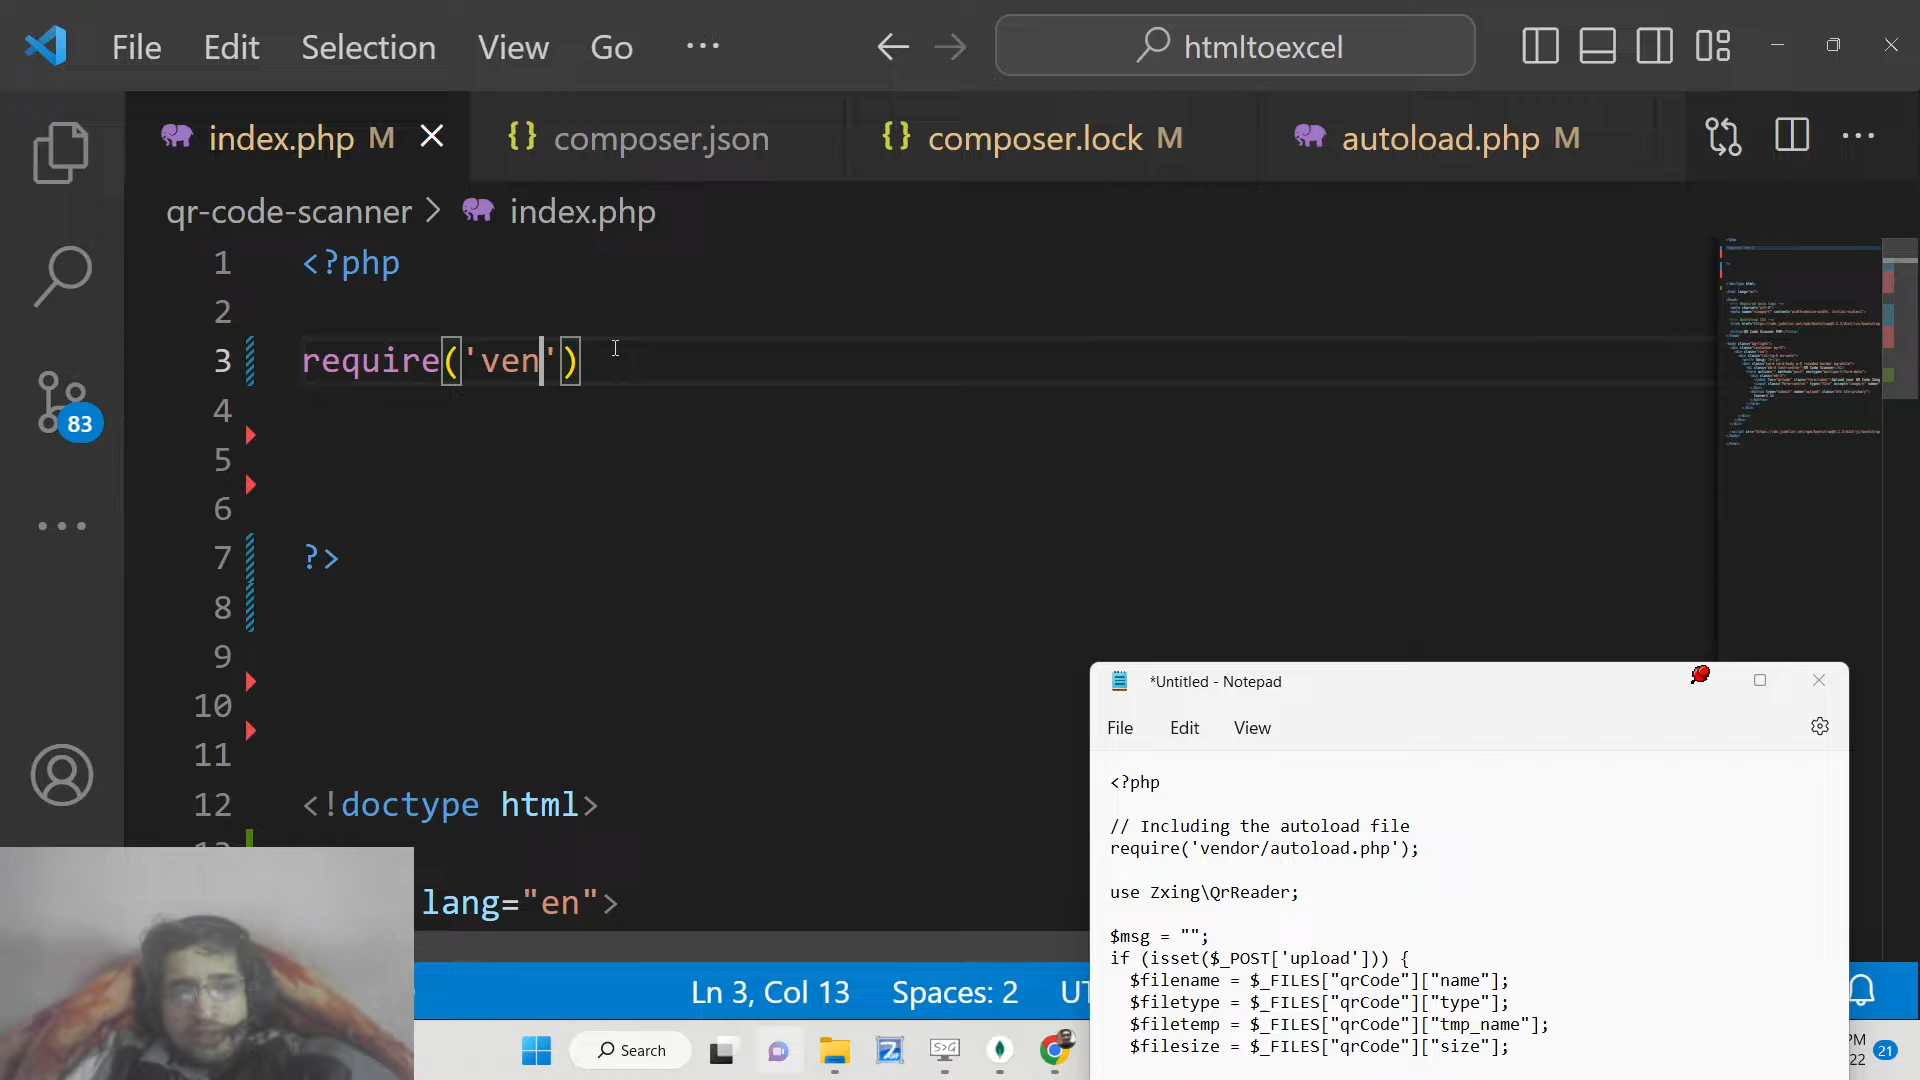 File Edit Selection View Go ...
htmltoexcel
index.php M
{} composer.json
{} composer.lock M
autoload.php M
qr-code-scanner > index.php
1 <?php
2
3 require('ven')
4
5
6
7 ?>
8
9
10
11
12 <!doctype html>
lang="en">
83
Ln 3, Col 13 Spaces: 2
*Untitled - Notepad
File Edit View
<?php
// Including the autoload file
require('vendor/autoload.php');
use Zxing\QrReader;
$msg = "";
if (isset($_POST['upload'])) {
$filename = $_FILES["qrCode"]["name"];
$filetype = $_FILES["qrCode"]["type"];
$filetemp = $_FILES["qrCode"]["tmp_name"];
$filesize = $_FILES["qrCode"]["size"];
Search
PM
22
21